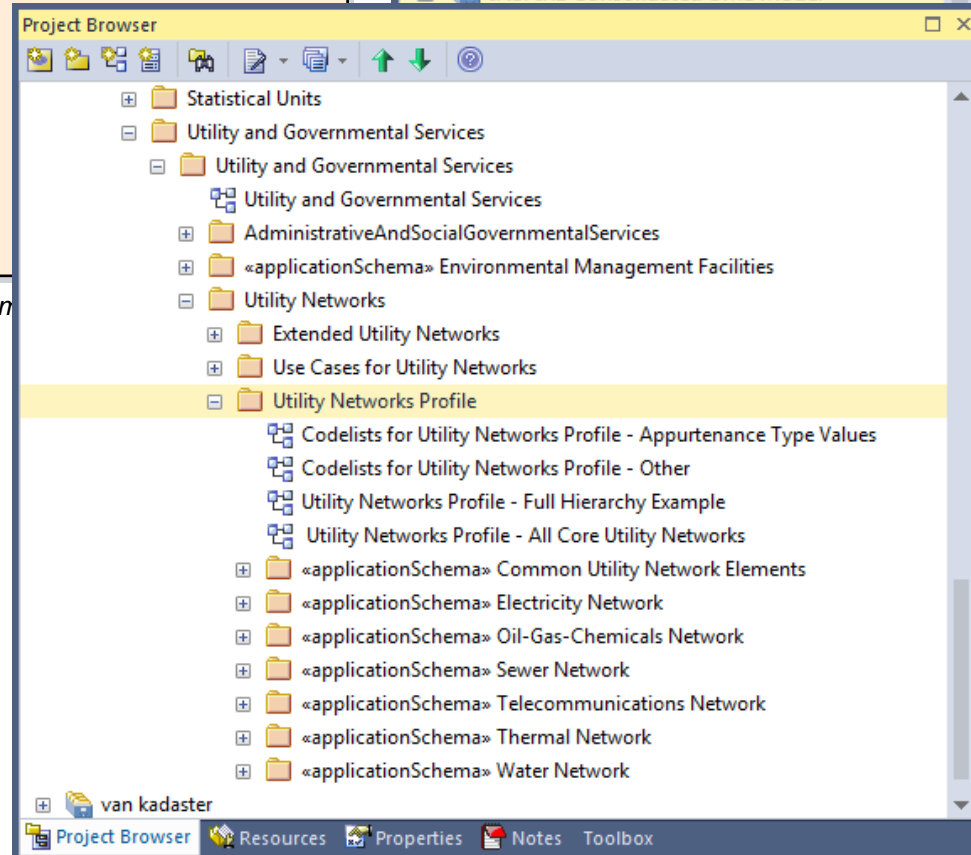 Project Browser
Statistical Units
Utility and Governmental Services
Utility and Governmental Services
Utility and Governmental Services
AdministrativeAndSocialGovernmentalServices
«applicationSchema» Environmental Management Facilities
Utility Networks
Extended Utility Networks
Use Cases for Utility Networks
Utility Networks Profile
Codelists for Utility Networks Profile - Appurtenance Type Values
Codelists for Utility Networks Profile - Other
Utility Networks Profile - Full Hierarchy Example
Utility Networks Profile - All Core Utility Networks
«applicationSchema» Common Utility Network Elements
«applicationSchema» Electricity Network
«applicationSchema» Oil-Gas-Chemicals Network
«applicationSchema» Sewer Network
«applicationSchema» Telecommunications Network
«applicationSchema» Thermal Network
«applicationSchema» Water Network
van kadaster
Project Browser Resources Properties Notes Toolbox